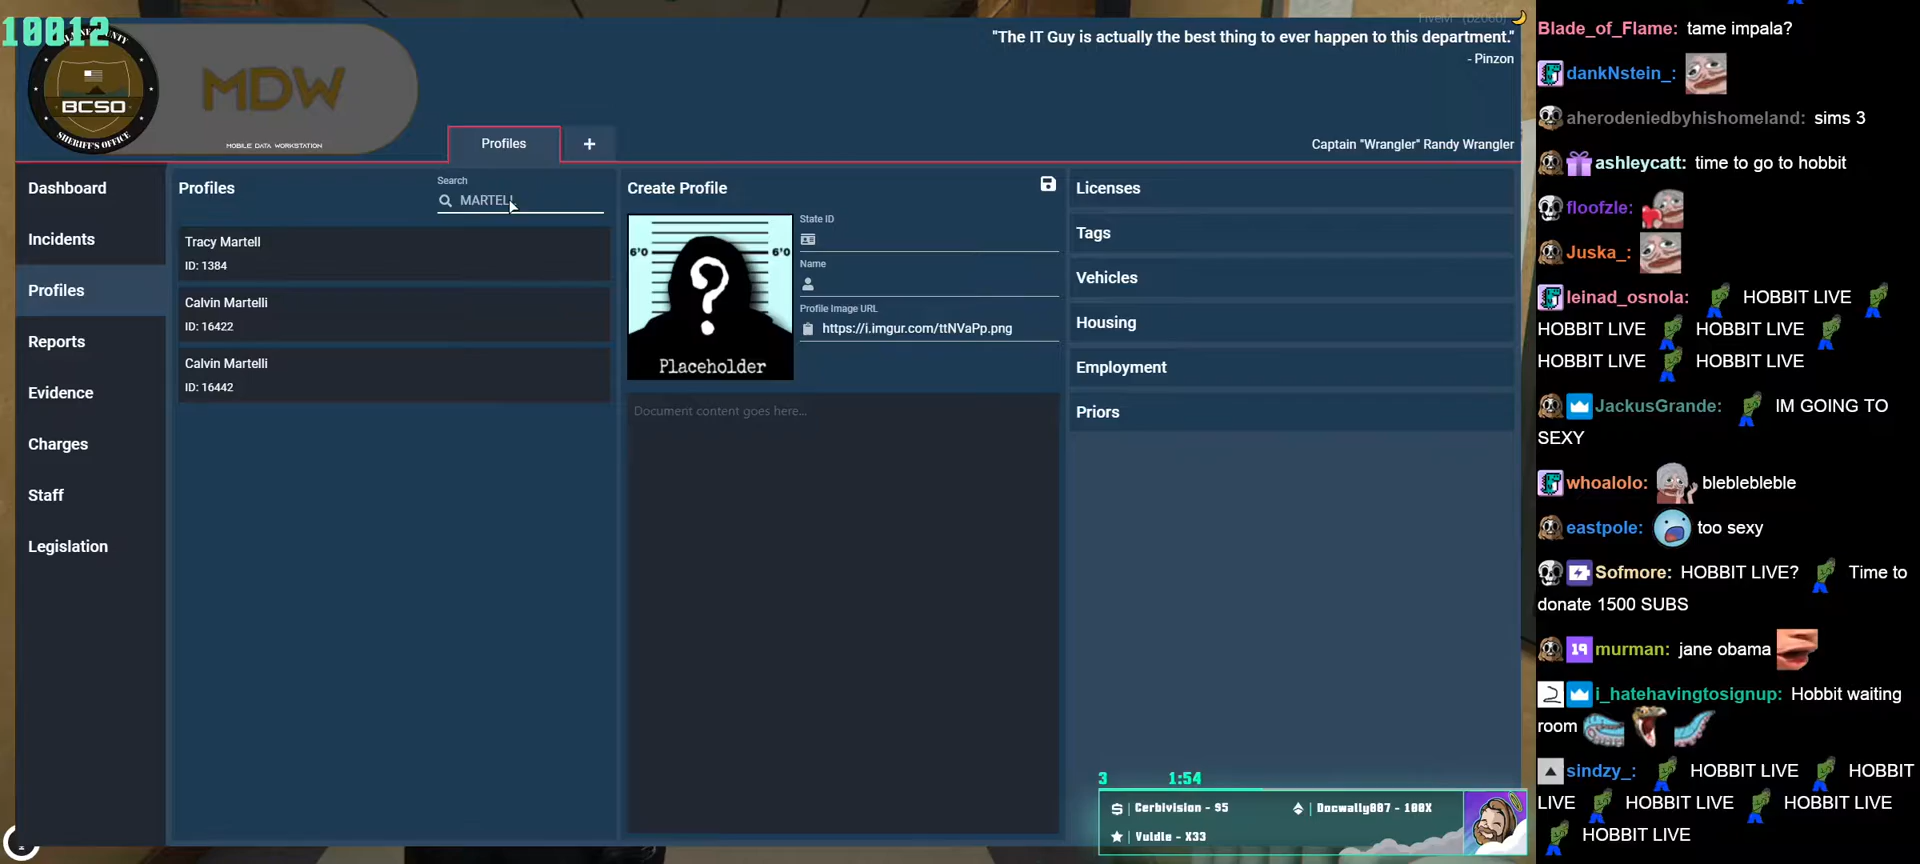 10012
FiveM (b2060)
"The IT Guy is actually the best thing to ever happen to this department."
- Pinzon
BCSO
SHERIFF'S OFFICE
MDW
MOBILE DATA WORKSTATION
Profiles
+
Captain "Wrangler" Randy Wrangler
Dashboard
Incidents
Profiles
Reports
Evidence
Charges
Staff
Legislation
Profiles
Search
MARTELL
Tracy Martell
ID: 1384
Calvin Martelli
ID: 16422
Calvin Martelli
ID: 16442
Create Profile
6'0
6'0
?
Placeholder
State ID
Name
Profile Image URL
https://i.imgur.com/ttNVaPp.png
Document content goes here...
Licenses
Tags
Vehicles
Housing
Employment
Priors
3
1:54
Cerbivision - 95
Docwally007 - 100X
Vuldie - X33
Blade_of_Flame: tame impala?
dankNstein_:
aherodeniedbyhishomeland: sims 3
ashleycatt: time to go to hobbit
floofzle:
Juska_:
leinad_osnola: HOBBIT LIVE
HOBBIT LIVE HOBBIT LIVE
HOBBIT LIVE HOBBIT LIVE
JackusGrande: IM GOING TO
SEXY
whoalolo: bleblebleble
eastpole: too sexy
Sofmore: HOBBIT LIVE? Time to
donate 1500 SUBS
19 murman: jane obama
i_hatehavingtosignup: Hobbit waiting
room
sindzy_: HOBBIT LIVE HOBBIT
LIVE HOBBIT LIVE HOBBIT LIVE
HOBBIT LIVE